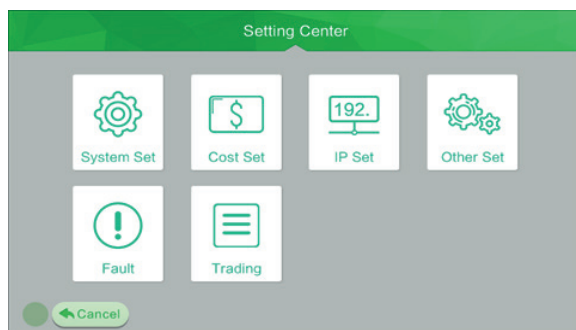 Setting Center
System Set
Cost Set
192.
IP Set
Other Set
Fault
Trading
Cancel